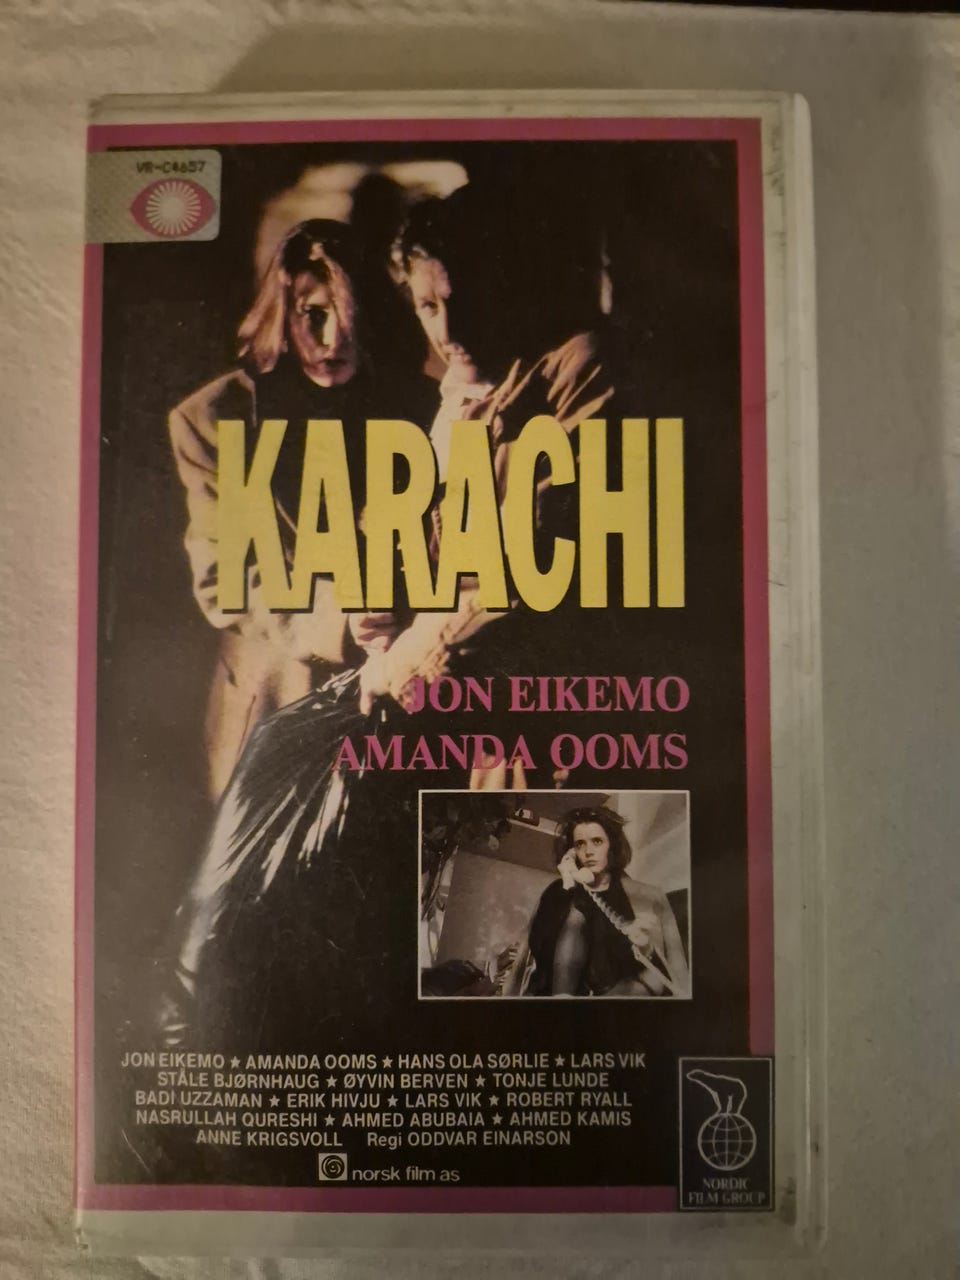 VR-C4657
KARACHI
JON EIKEMO
AMANDA OOMS
JON EIKEMO ★ AMANDA OOMS ★ HANS OLA SØRLIE ★ LARS VIK
STÅLE BJØRNHAUG ★ ØYVIN BERVEN ★ TONJE LUNDE
BADI UZZAMAN ★ ERIK HIVJU ★ LARS VIK ★ ROBERT RYALL
NASRULLAH QURESHI ★ AHMED ABUBAIA ★ AHMED KAMIS
ANNE KRIGSVOLL Regi ODDVAR EINARSON
norsk film as
NORDIC
FILM GROUP